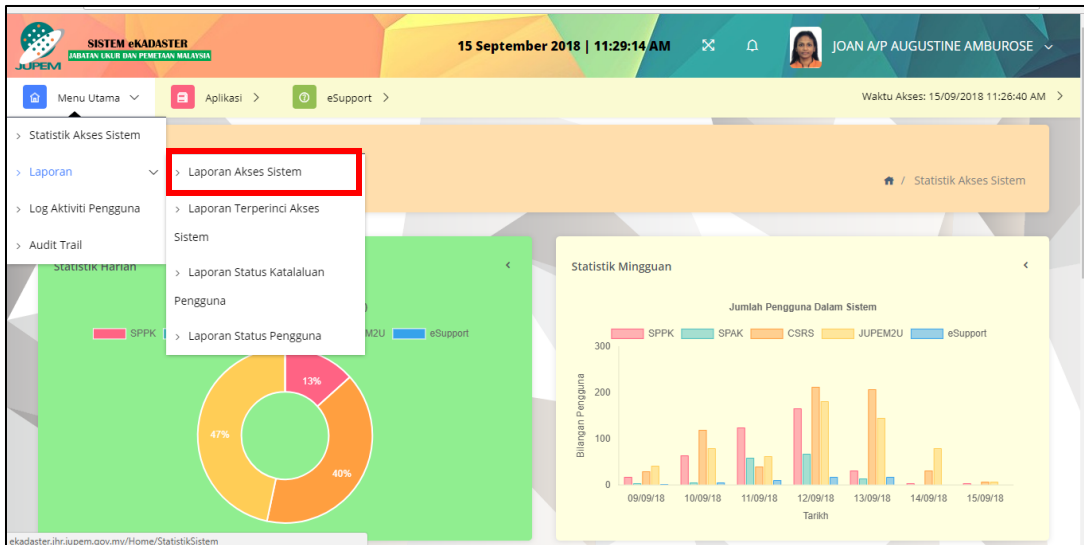 SISTEM eKADASTER
JABATAN UKUR DAN PEMETAAN MALAYSIA
JUPEM
15 September 2018 | 11:29:14 AM
JOAN A/P AUGUSTINE AMBUROSE
Menu Utama
Aplikasi >
eSupport >
Waktu Akses: 15/09/2018 11:26:40 AM >
> Statistik Akses Sistem
> Laporan
> Log Aktiviti Pengguna
> Audit Trail
> Laporan Akses Sistem
> Laporan Terperinci Akses
Sistem
> Laporan Status Katalaluan
Pengguna
> Laporan Status Pengguna
/ Statistik Akses Sistem
Statistik Harian
SPPK
M2U
eSupport
13%
47%
40%
Statistik Mingguan
Jumlah Pengguna Dalam Sistem
SPPK SPAK CSRS JUPEM2U eSupport
Bilangan Pengguna
300
200
100
0
09/09/18 10/09/18 11/09/18 12/09/18 13/09/18 14/09/18 15/09/18
Tarikh
ekadaster.jhr.jupem.gov.my/Home/StatistikSistem